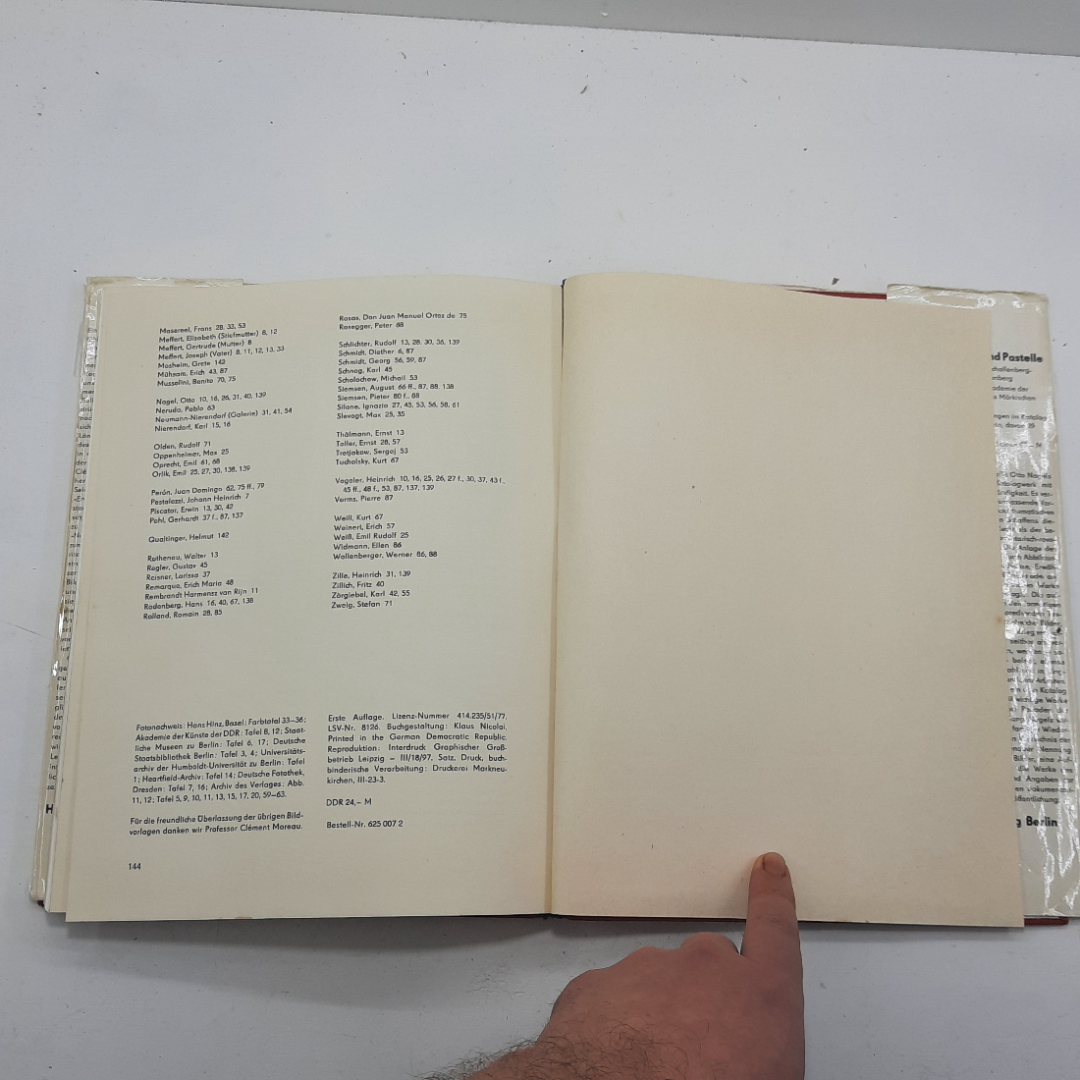 Masereel, Frans 28, 33, 53
Meffert, Elisabeth (Stiefmutter) 8, 12
Meffert, Gertrude (Mutter) 8
Meffert, Joseph (Vater) 8, 11, 12, 13, 33
Mosheim, Grete 142
Mühsam, Erich 43, 87
Mussolini, Benito 70, 75
Nagel, Otto 10, 16, 26, 31, 40, 139
Neruda, Pablo 63
Neumann-Nierendorf (Galerie) 31, 41, 54
Nierendorf, Karl 15, 16
Olden, Rudolf 71
Oppenheimer, Max 25
Oprecht, Emil 61, 68
Orlik, Emil 25, 27, 30, 138, 139
Perón, Juan Domingo 62, 75 ff., 79
Pestalozzi, Johann Heinrich 7
Piscator, Erwin 13, 30, 42
Pohl, Gerhardt 37 f., 87, 137
Qualtinger, Helmut 142
Rathenau, Walter 13
Regler, Gustav 45
Reisner, Larissa 37
Remarque, Erich Maria 48
Rembrandt Harmensz van Rijn 11
Rodenberg, Hans 16, 40, 67, 138
Rolland, Romain 28, 85
Rosas, Don Juan Manuel Ortoz de 75
Rosegger, Peter 88
Schlichter, Rudolf 13, 28, 30, 36, 139
Schmidt, Diether 6, 87
Schmidt, Georg 56, 59, 87
Schnog, Karl 45
Scholochow, Michail 53
Siemsen, August 66 ff., 87, 88, 138
Siemsen, Pieter 80 f., 88
Silone, Ignazio 27, 45, 53, 56, 58, 61
Slevogt, Max 25, 35
Thälmann, Ernst 13
Toller, Ernst 28, 57
Tretjakow, Sergej 53
Tucholsky, Kurt 67
Vogeler, Heinrich 10, 16, 25, 26, 27 f., 30, 37, 43 f.,
45 ff., 48 f., 53, 87, 137, 139
Vorms, Pierre 87
Weill, Kurt 67
Weinert, Erich 57
Weiß, Emil Rudolf 25
Widmann, Ellen 86
Wollenberger, Werner 86, 88
Zille, Heinrich 31, 139
Zillich, Fritz 40
Zörgiebel, Karl 42, 55
Zweig, Stefan 71
Fotonachweis: Hans Hinz, Basel: Farbtafel 33–36;
Akademie der Künste der DDR: Tafel 8, 12; Staat-
liche Museen zu Berlin: Tafel 6, 17; Deutsche
Staatsbibliothek Berlin: Tafel 3, 4; Universitäts-
archiv der Humboldt-Universität zu Berlin: Tafel
1; Heartfield-Archiv: Tafel 14; Deutsche Fotothek,
Dresden: Tafel 7, 16; Archiv des Verlages: Abb.
11, 12; Tafel 5, 9, 10, 11, 13, 15, 17, 20, 59–63.
Für die freundliche Überlassung der übrigen Bild-
vorlagen danken wir Professor Clément Moreau.
144
Erste Auflage. Lizenz-Nummer 414.235/51/77.
LSV-Nr. 8126. Buchgestaltung: Klaus Nicolai.
Printed in the German Democratic Republic.
Reproduktion: Interdruck Graphischer Groß-
betrieb Leipzig – III/18/97. Satz, Druck, buch-
binderische Verarbeitung: Druckerei Markneu-
kirchen, III-23-3.
DDR 24,– M
Bestell-Nr. 625 007 2
nd Pastelle
g Berlin